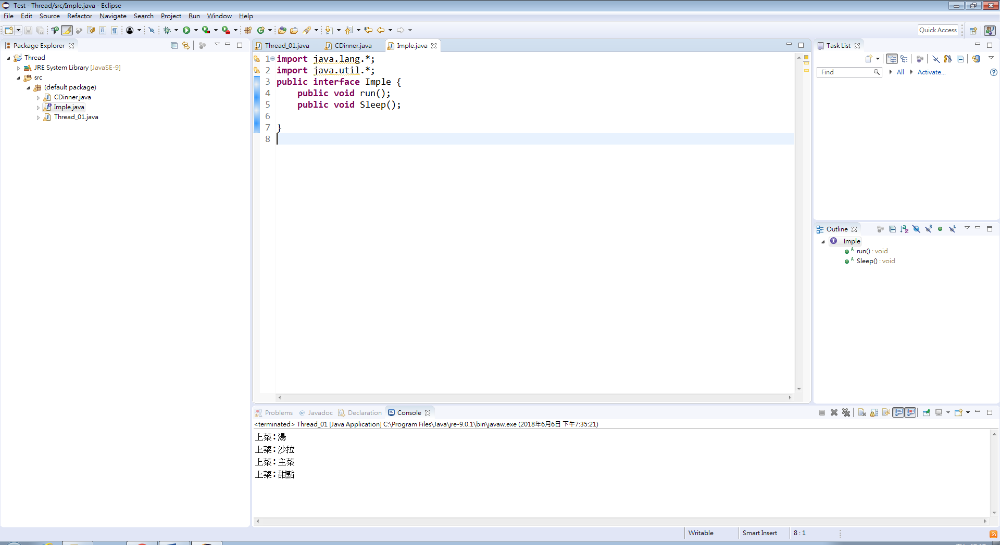 Test - Thread/src/Imple.java - Eclipse
File Edit Source Refactor Navigate Search Project Run Window Help
Quick Access
Package Explorer
Thread
JRE System Library [JavaSE-9]
src
(default package)
CDinner.java
Imple.java
Thread_01.java
Thread_01.java CDinner.java Imple.java
1 import java.lang.*;
2 import java.util.*;
3 public interface Imple {
4 public void run();
5 public void Sleep();
6
7 }
8
Task List
Find All Activate...
Outline
Imple
run() : void
Sleep() : void
Problems @ Javadoc Declaration Console
<terminated> Thread_01 [Java Application] C:\Program Files\Java\jre-9.0.1\bin\javaw.exe (2018年6月6日 下午7:35:21)
上菜:湯
上菜:沙拉
上菜:主菜
上菜:甜點
Writable Smart Insert 8 : 1